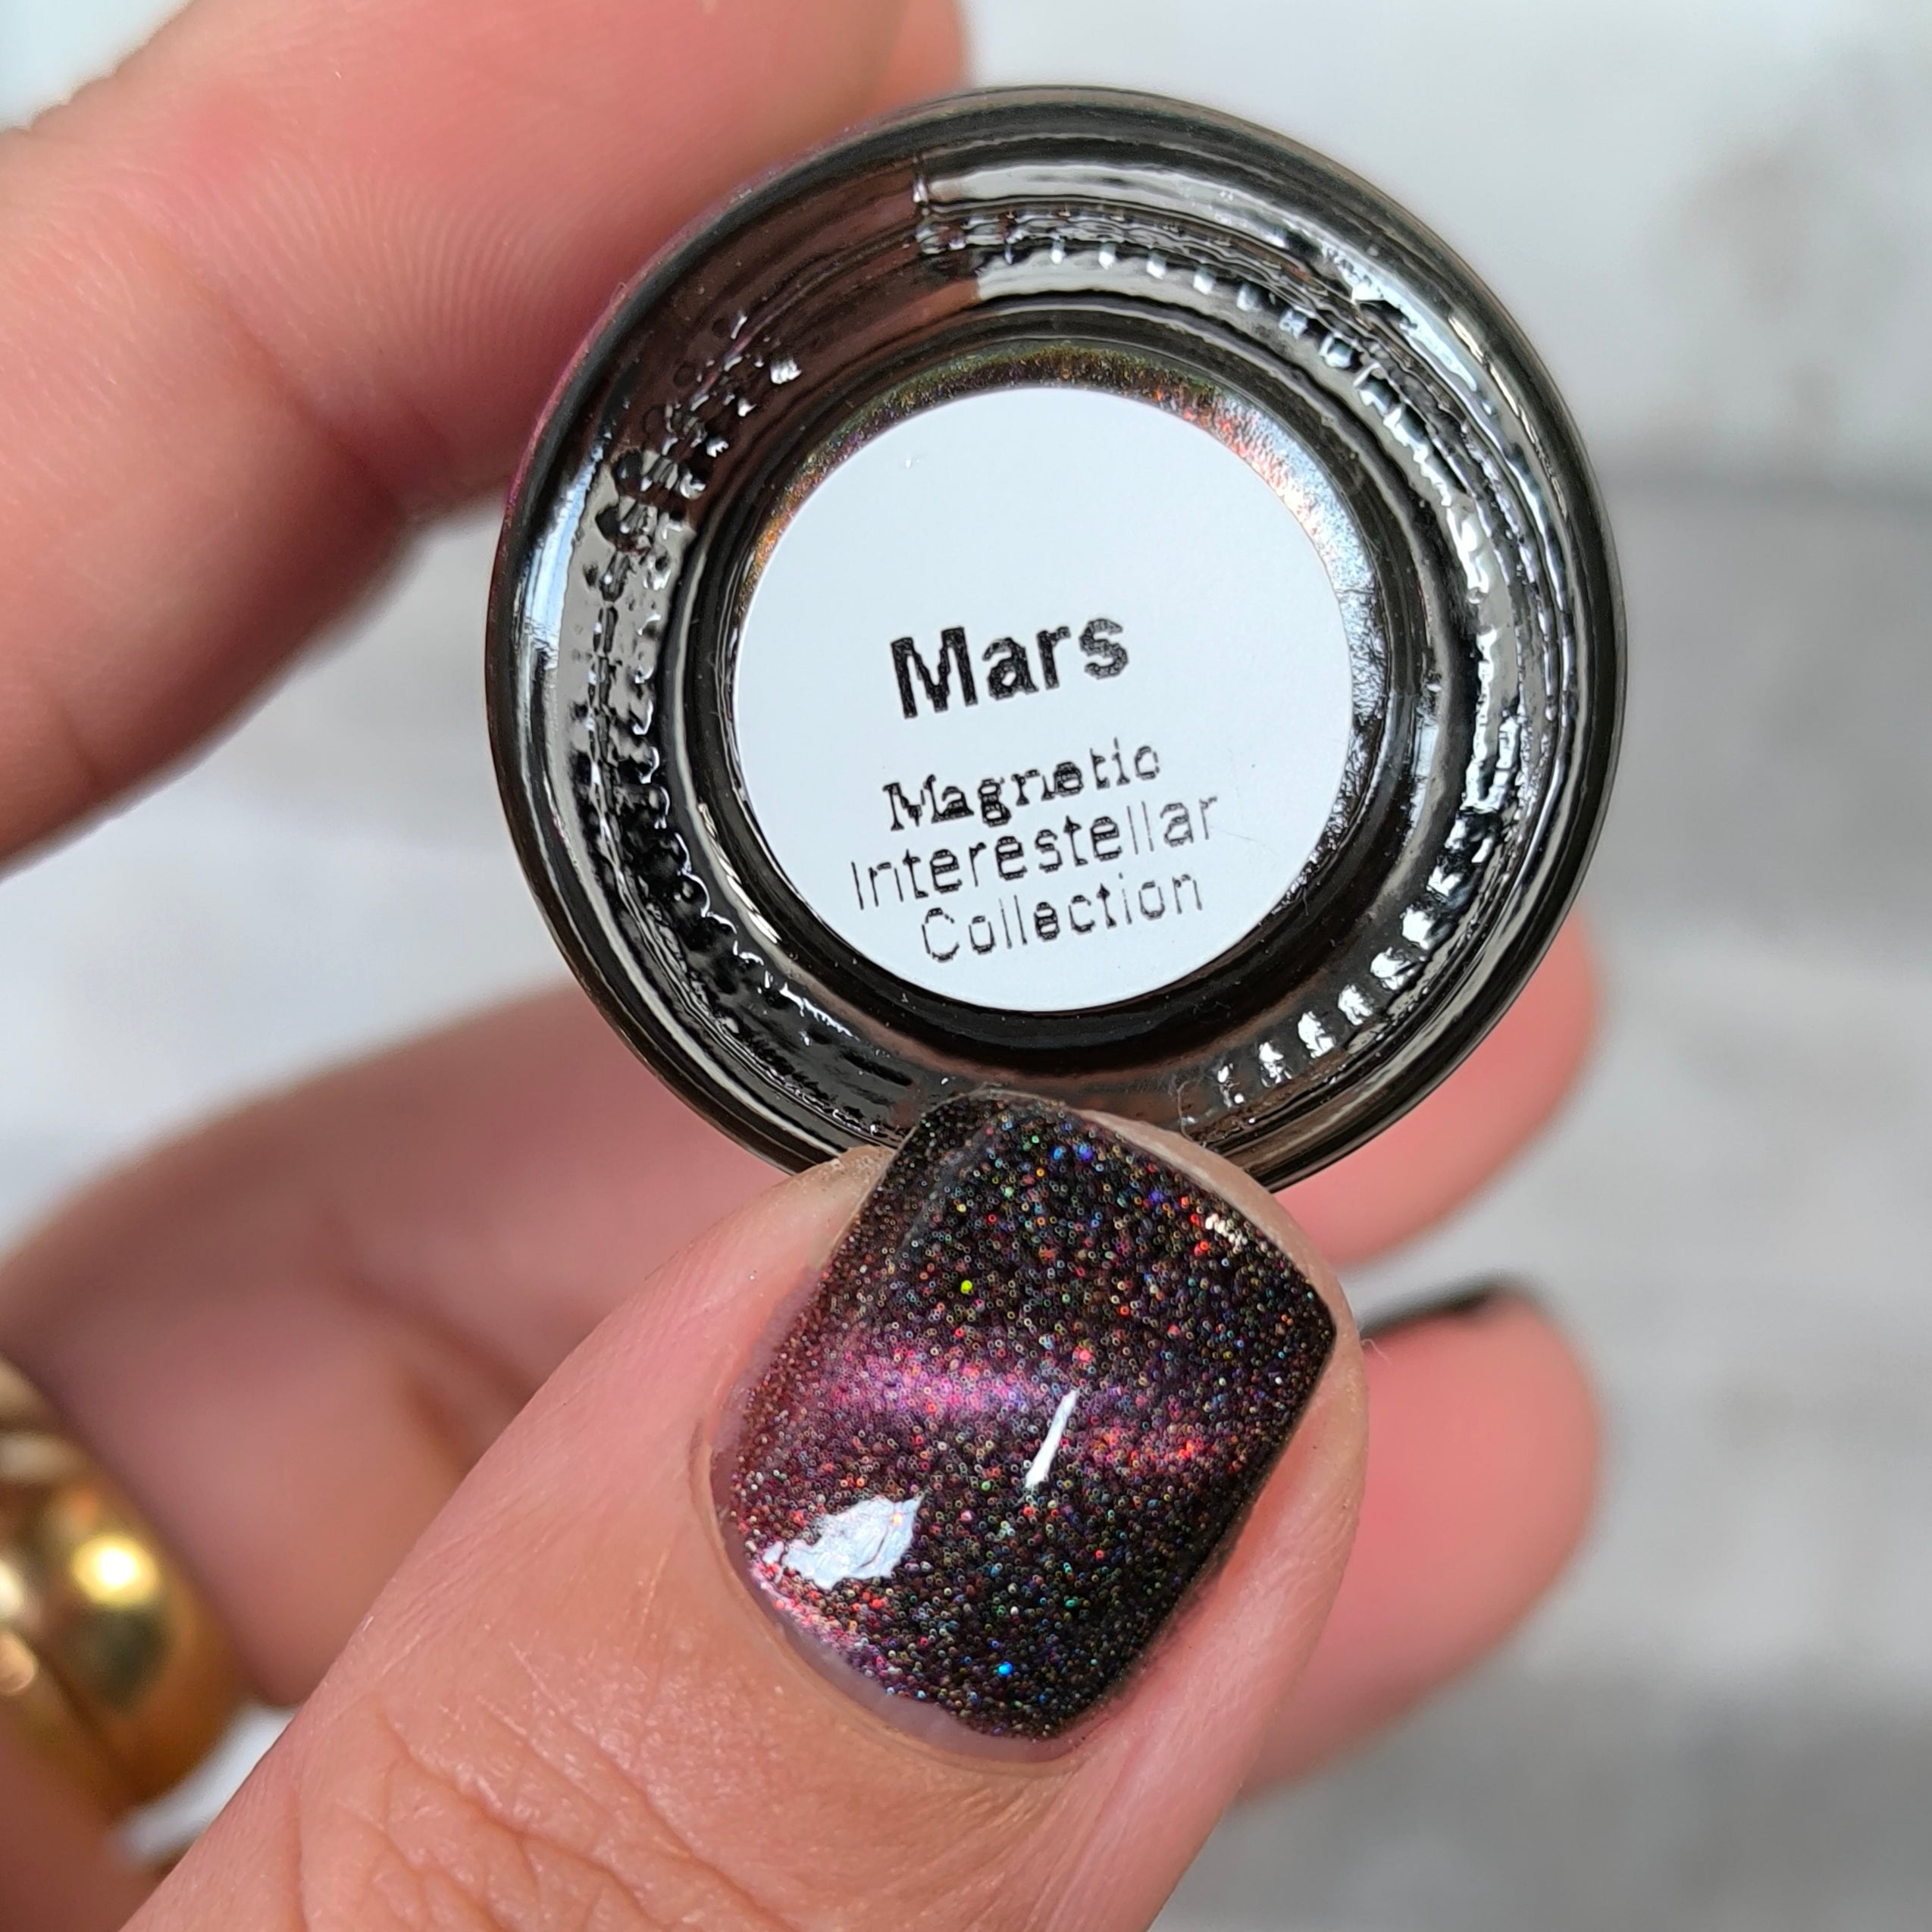 Mars
Magnetic
Interestellar
Collection